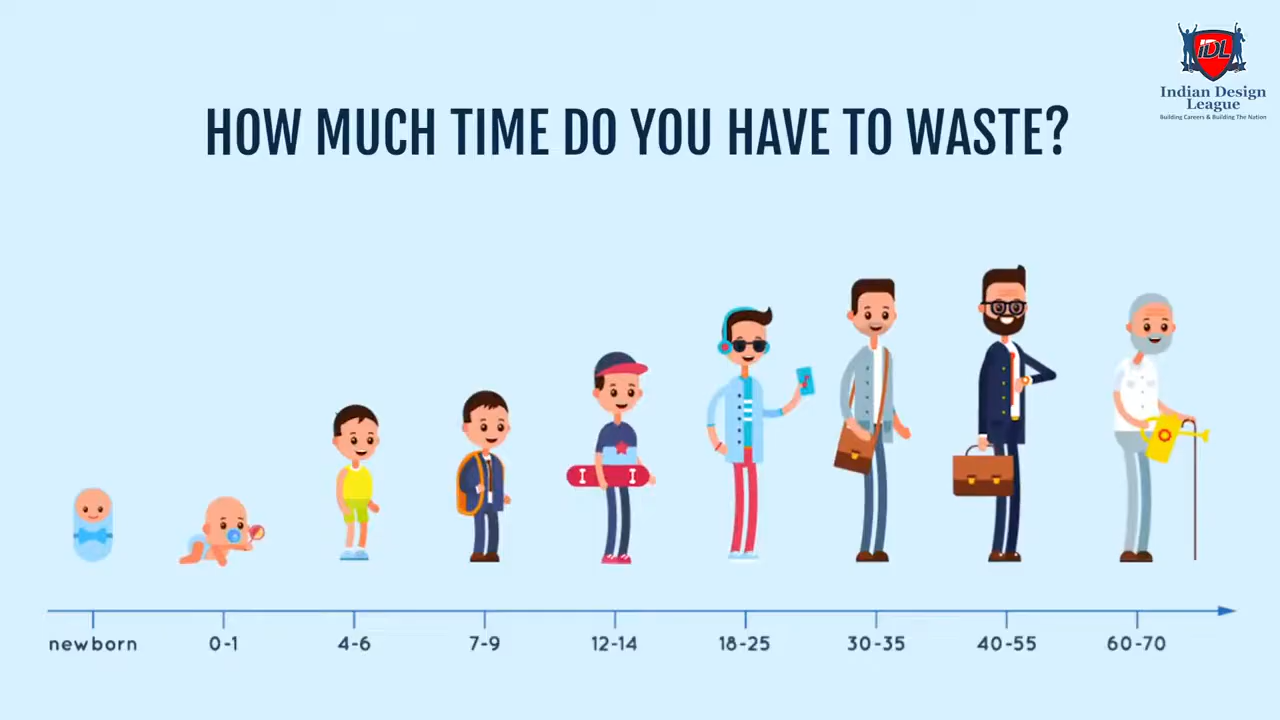 iDL
Indian Design
League
Building Careers & Building The Nation
HOW MUCH TIME DO YOU HAVE TO WASTE?
newborn
0-1
4-6
7-9
12-14
18-25
30-35
40-55
60-70